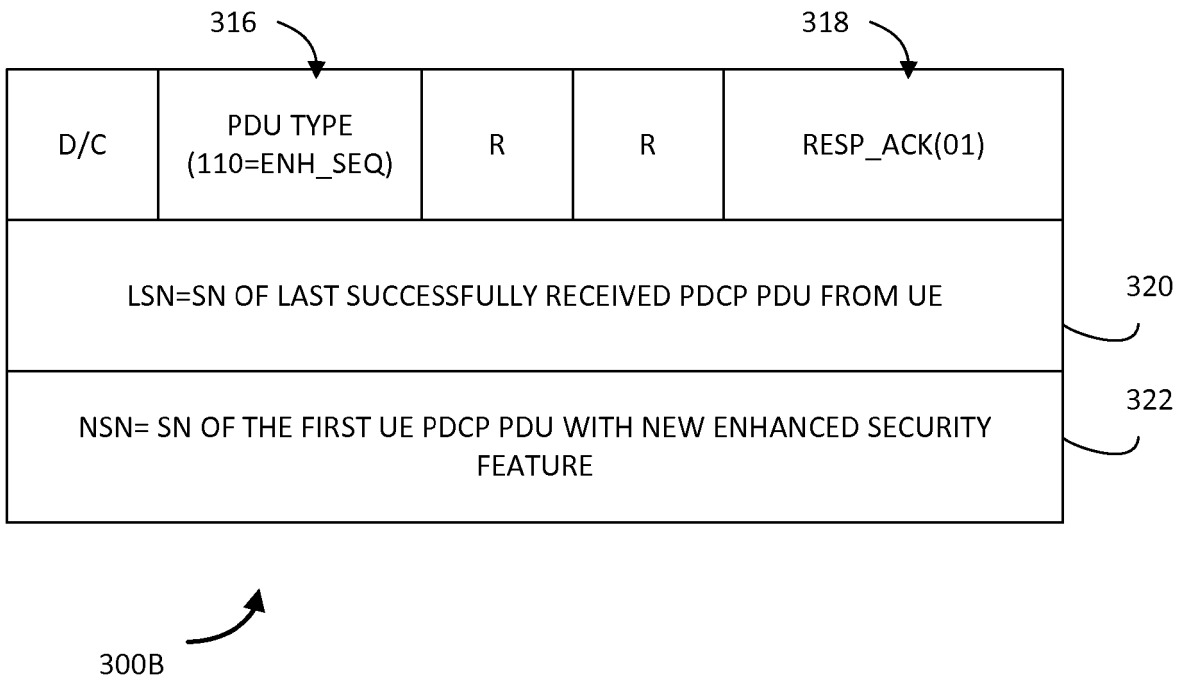 316
318
D/C
PDU TYPE
(110=ENH_SEQ)
R
R
RESP_ACK(01)
LSN=SN OF LAST SUCCESSFULLY RECEIVED PDCP PDU FROM UE
320
NSN= SN OF THE FIRST UE PDCP PDU WITH NEW ENHANCED SECURITY
FEATURE
322
300B